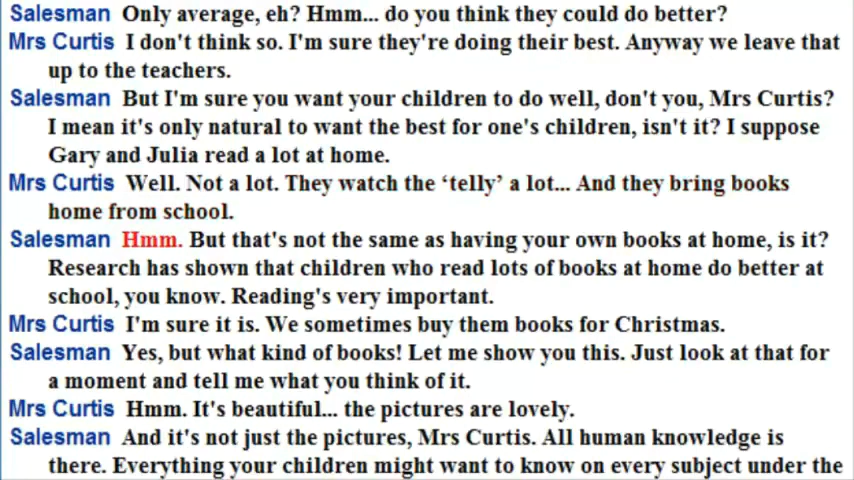 Salesman Only average, eh? Hmm... do you think they could do better?
Mrs Curtis I don't think so. I'm sure they're doing their best. Anyway we leave that
up to the teachers.
Salesman But I'm sure you want your children to do well, don't you, Mrs Curtis?
I mean it's only natural to want the best for one's children, isn't it? I suppose
Gary and Julia read a lot at home.
Mrs Curtis Well. Not a lot. They watch the ‘telly’ a lot... And they bring books
home from school.
Salesman Hmm. But that's not the same as having your own books at home, is it?
Research has shown that children who read lots of books at home do better at
school, you know. Reading's very important.
Mrs Curtis I'm sure it is. We sometimes buy them books for Christmas.
Salesman Yes, but what kind of books! Let me show you this. Just look at that for
a moment and tell me what you think of it.
Mrs Curtis Hmm. It's beautiful... the pictures are lovely.
Salesman And it's not just the pictures, Mrs Curtis. All human knowledge is
there. Everything your children might want to know on every subject under the